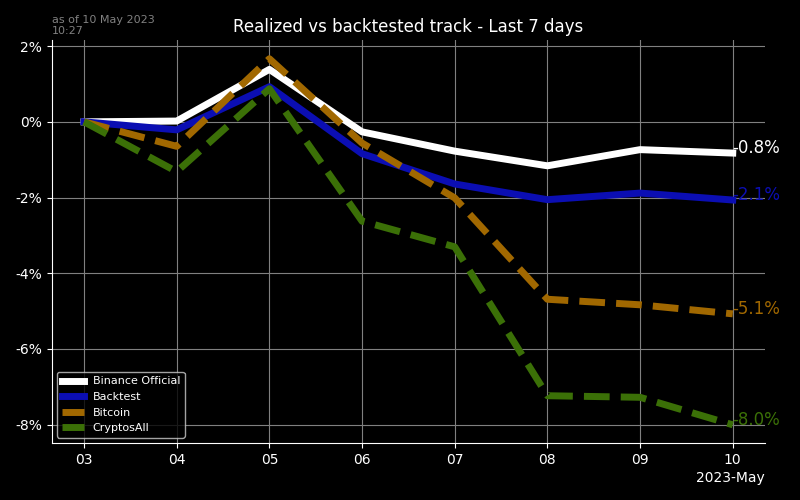 as of 10 May 2023
10:27
Realized vs backtested track - Last 7 days
2%
0%
-2%
-4%
-6%
-8%
-0.8%
-2.1%
-5.1%
-8.0%
Binance Official
Backtest
Bitcoin
CryptosAll
03 04 05 06 07 08 09 10
2023-May